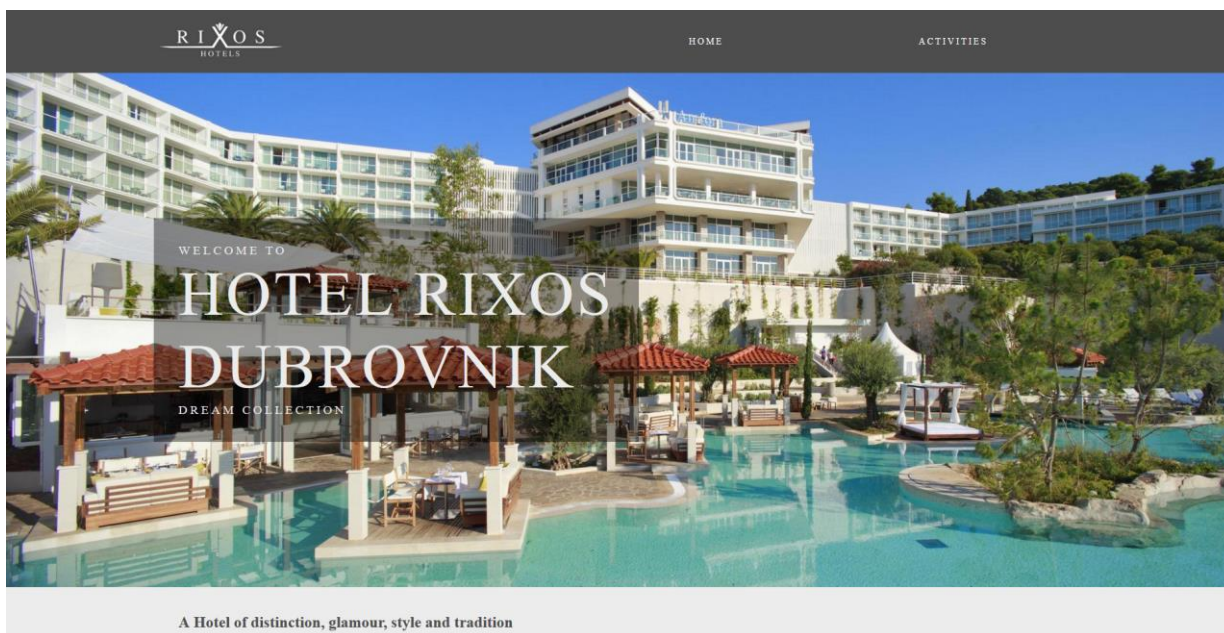 RIXOS
HOTELS
HOME
ACTIVITIES
WELCOME TO
HOTEL RIXOS
DUBROVNIK
DREAM COLLECTION
A Hotel of distinction, glamour, style and tradition